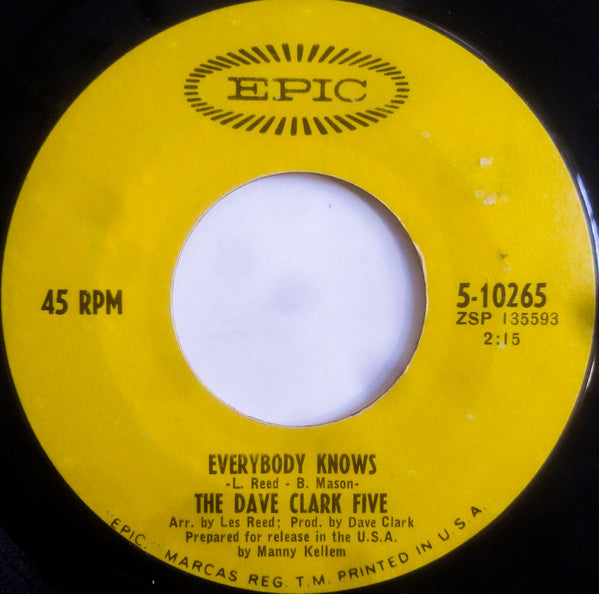 EPIC
45 RPM
5-10265
ZSP 135593
2:15
EVERYBODY KNOWS
-L. Reed - B. Mason-
THE DAVE CLARK FIVE
Arr. by Les Reed; Prod. by Dave Clark
Prepared for release in the U.S.A.
by Manny Kellem
"EPIC," MARCAS REG. T.M. PRINTED IN U.S.A.